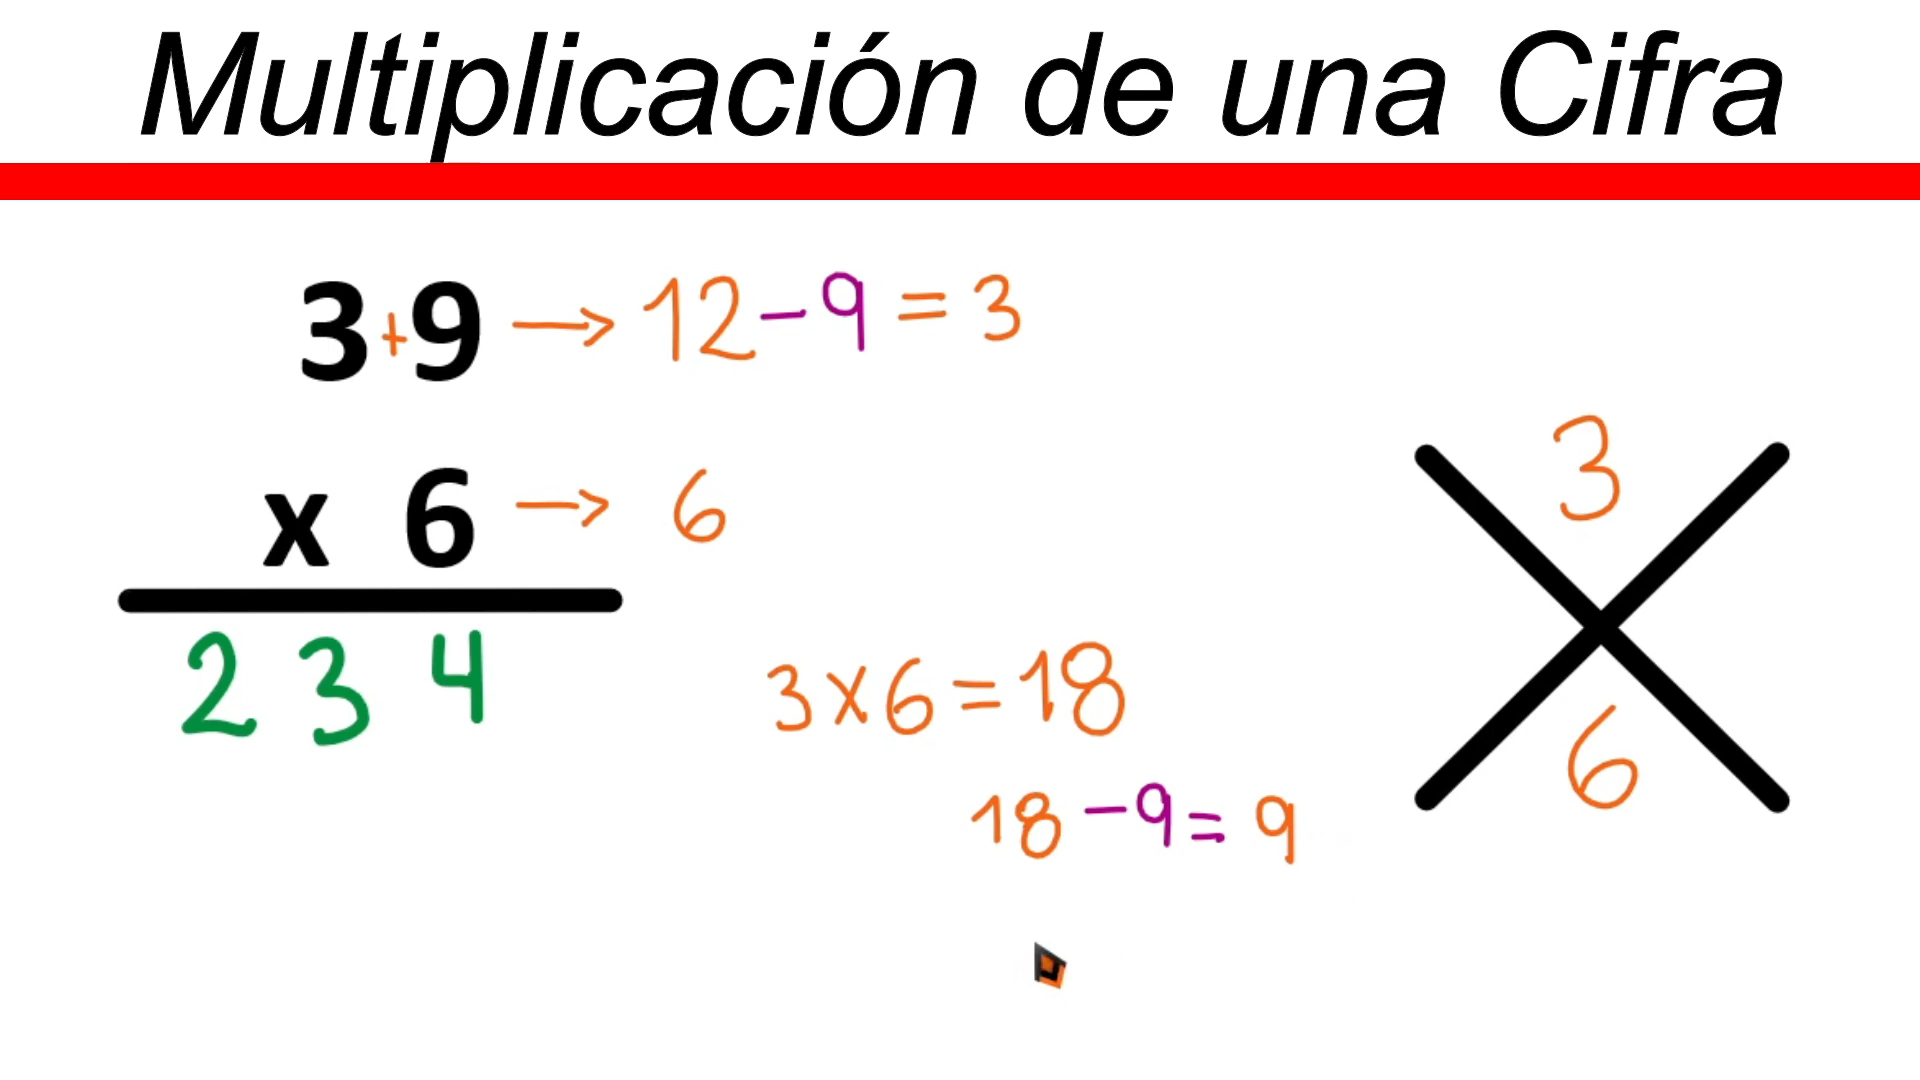 Multiplicación de una Cifra
3+9 → 12-9 = 3
x 6 → 6
234
3x6=18
18-9=9
3
6